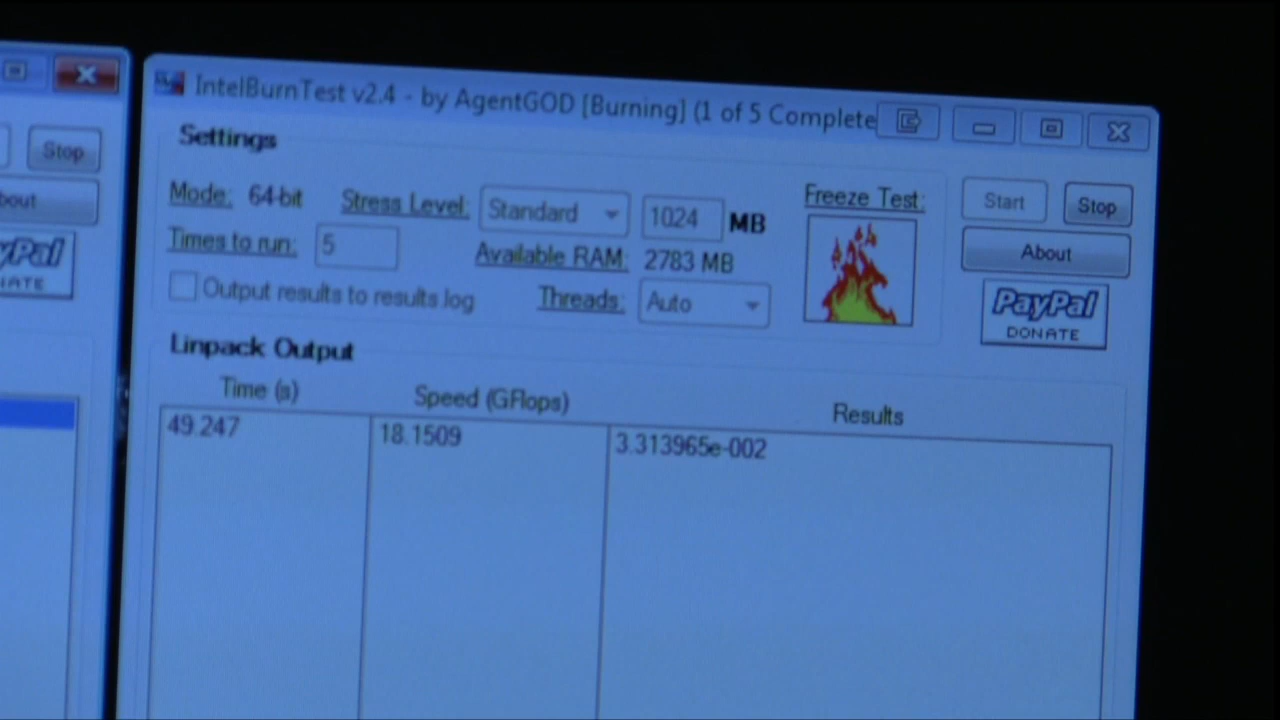 IntelBurnTest v2.4 - by AgentGOD [Burning] (1 of 5 Complete
Settings
Mode: 64-bit Stress Level: Standard 1024 MB Freeze Test: Start Stop
Times to run: 5 Available RAM: 2783 MB About
Output results to results.log Threads: Auto PayPal
DONATE
Linpack Output
Time (s) Speed (GFlops) Results
49.247 18.1509 3.313965e-002
Stop
bout
yPal
NATE